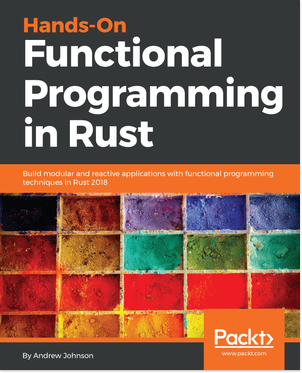 Hands-On
Functional
Programming
in Rust
Build modular and reactive applications with functional programming
techniques in Rust 2018
Packt>
www.packt.com
By Andrew Johnson